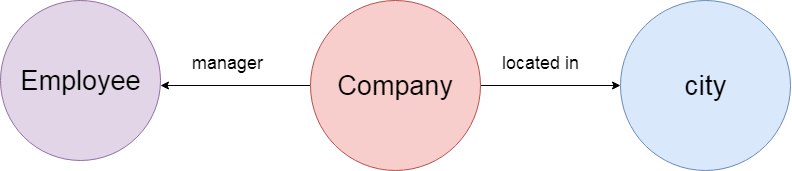 Employee
manager
Company
located in
city